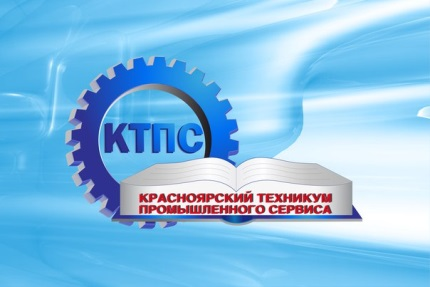 КТПС
КРАСНОЯРСКИЙ ТЕХНИКУМ
ПРОМЫШЛЕННОГО СЕРВИСА